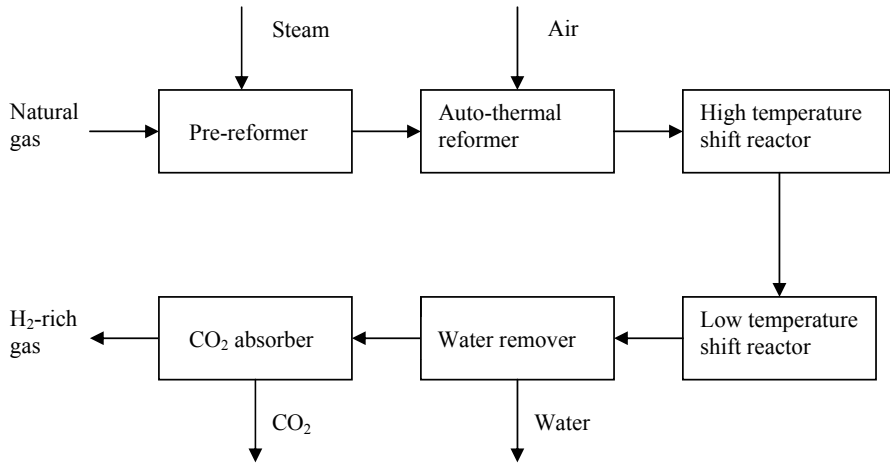 Steam
Air
Natural
gas
Pre-reformer
Auto-thermal
reformer
High temperature
shift reactor
H₂-rich
gas
CO₂ absorber
Water remover
Low temperature
shift reactor
CO₂
Water